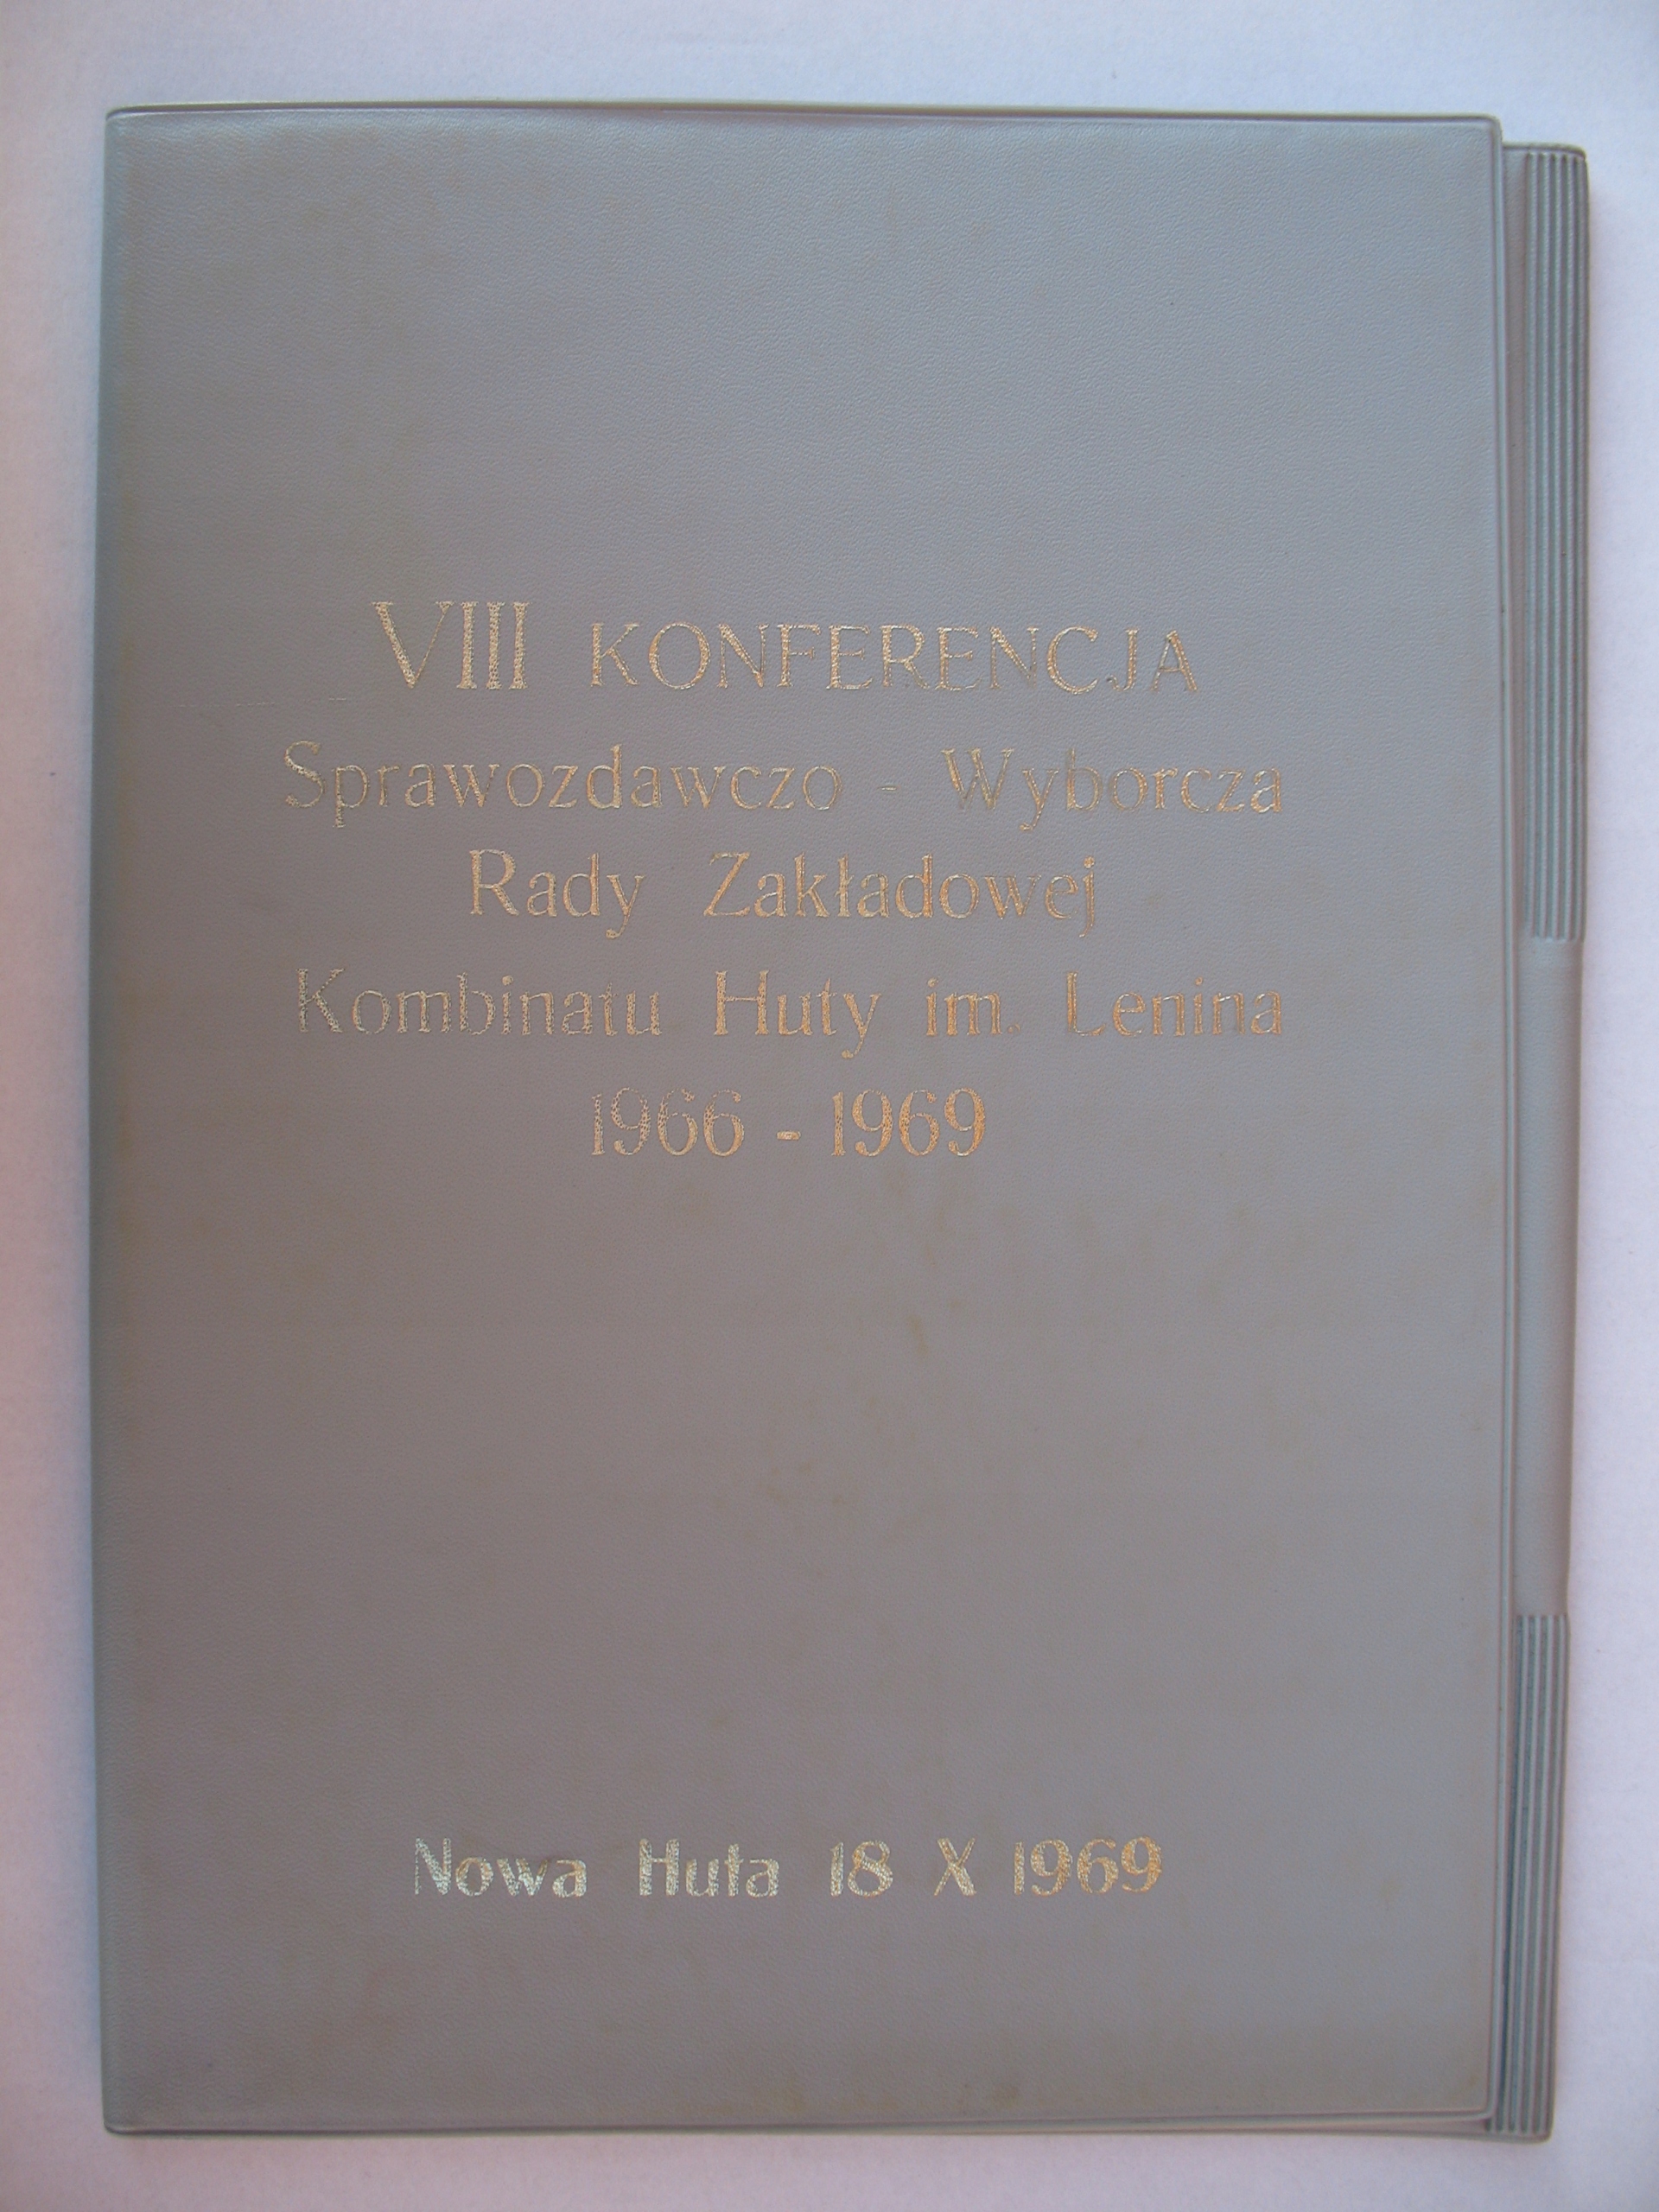 VIII KONFERENCJA
Sprawozdawczo - Wyborcza
Rady Zakładowej
Kombinatu Huty im. Lenina
1966 - 1969
Nowa Huta 18 X 1969